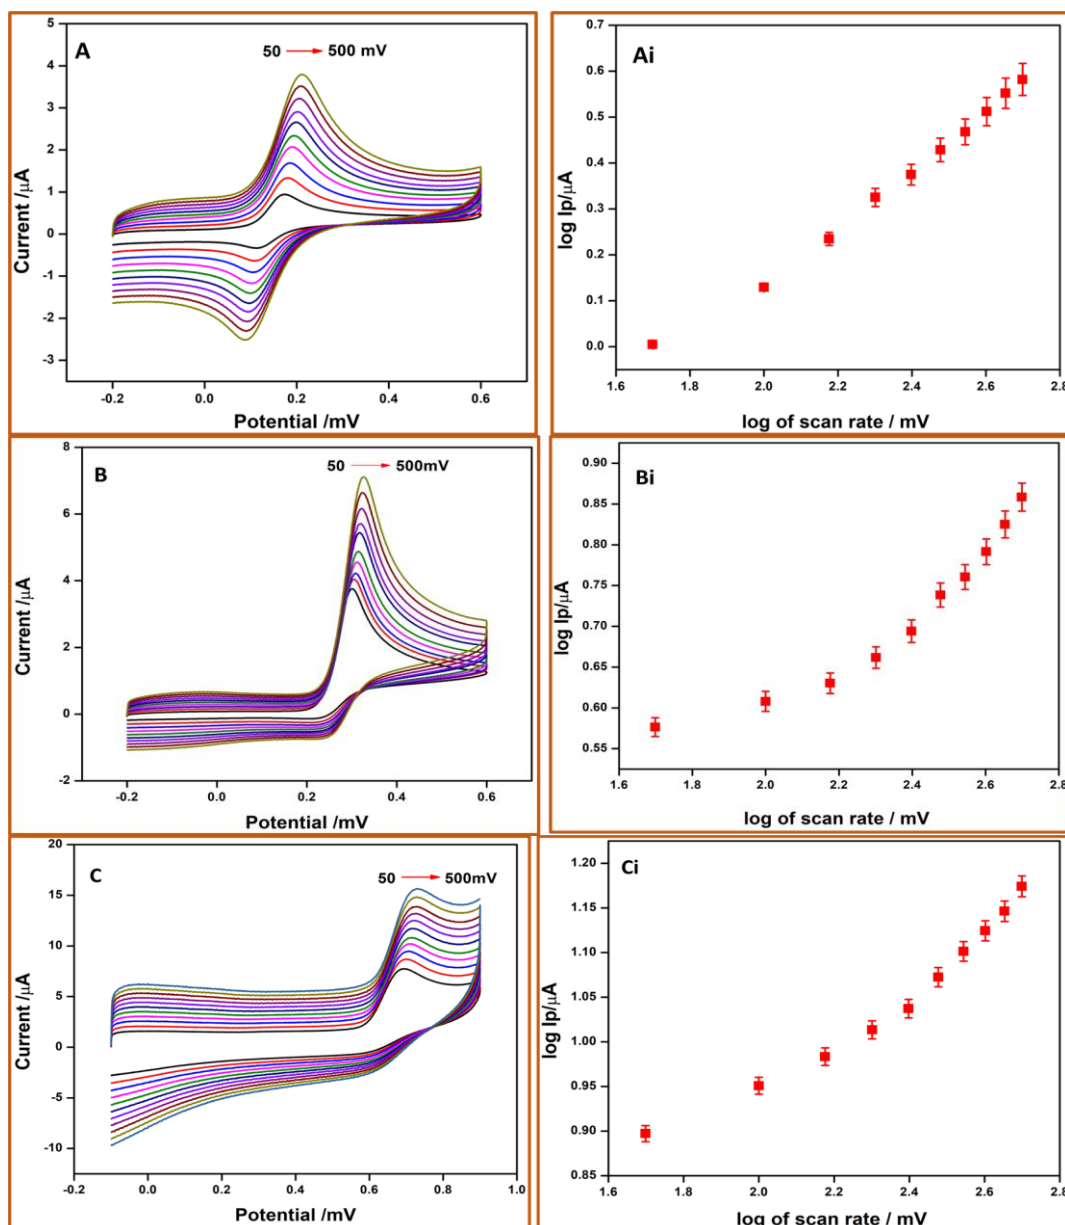 A
50 → 500 mV
5
4
3
2
1
0
-1
-2
-3
Current /µA
-0.2 0.0 0.2 0.4 0.6
Potential /mV
Ai
0.7
0.6
0.5
0.4
0.3
0.2
0.1
0.0
log Ip/µA
1.6 1.8 2.0 2.2 2.4 2.6 2.8
log of scan rate / mV
B
50 → 500mV
8
6
4
2
0
-2
Current /µA
-0.2 0.0 0.2 0.4 0.6
Potential /mV
Bi
0.90
0.85
0.80
0.75
0.70
0.65
0.60
0.55
log Ip/µA
1.6 1.8 2.0 2.2 2.4 2.6 2.8
log of scan rate / mV
C
50 → 500mV
20
15
10
5
0
-5
-10
Current /µA
-0.2 0.0 0.2 0.4 0.6 0.8 1.0
Potential /mV
Ci
1.20
1.15
1.10
1.05
1.00
0.95
0.90
0.85
log Ip/µA
1.6 1.8 2.0 2.2 2.4 2.6 2.8
log of scan rate / mV